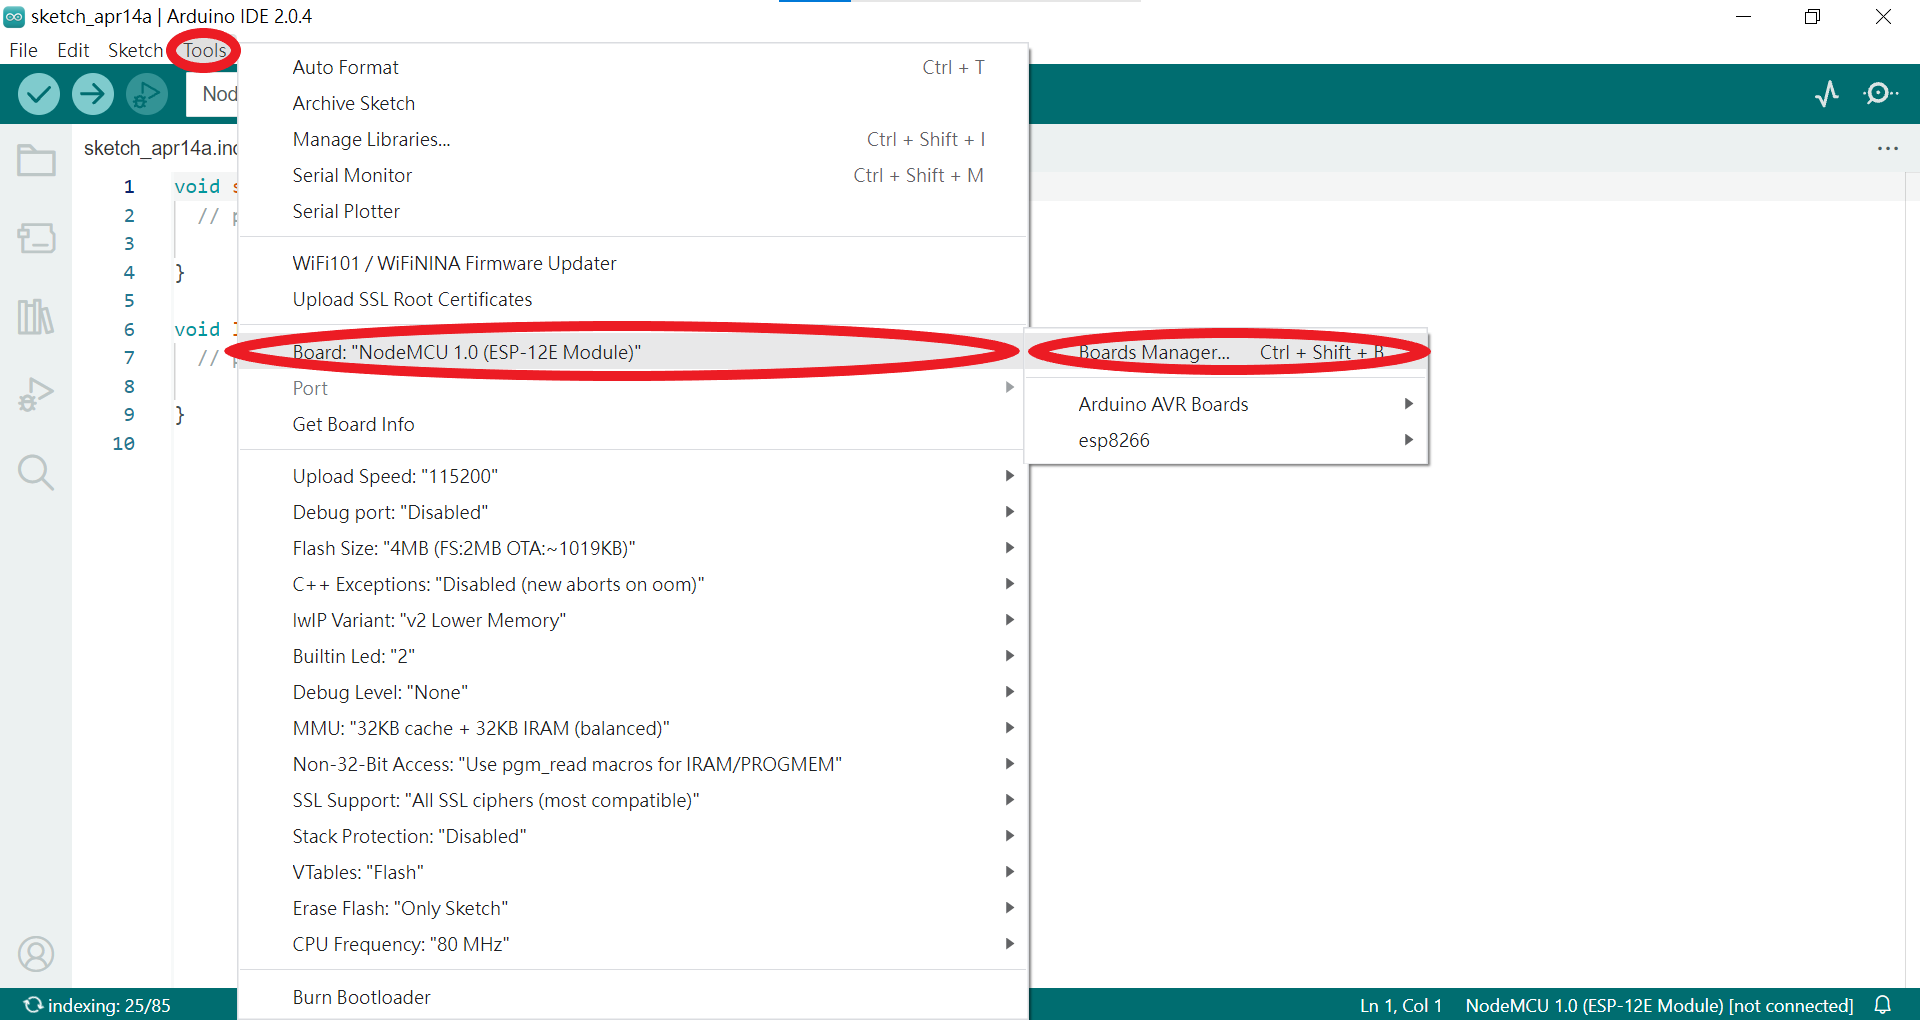 sketch_apr14a | Arduino IDE 2.0.4
File Edit Sketch Tools
Nod
sketch_apr14a.ino
1 void s
2 // p
3
4 }
5
6 void l
7 // p
8
9 }
10
Auto Format Ctrl + T
Archive Sketch
Manage Libraries... Ctrl + Shift + I
Serial Monitor Ctrl + Shift + M
Serial Plotter
WiFi101 / WiFiNINA Firmware Updater
Upload SSL Root Certificates
Board: "NodeMCU 1.0 (ESP-12E Module)"
Port
Get Board Info
Upload Speed: "115200"
Debug port: "Disabled"
Flash Size: "4MB (FS:2MB OTA:~1019KB)"
C++ Exceptions: "Disabled (new aborts on oom)"
lwIP Variant: "v2 Lower Memory"
Builtin Led: "2"
Debug Level: "None"
MMU: "32KB cache + 32KB IRAM (balanced)"
Non-32-Bit Access: "Use pgm_read macros for IRAM/PROGMEM"
SSL Support: "All SSL ciphers (most compatible)"
Stack Protection: "Disabled"
VTables: "Flash"
Erase Flash: "Only Sketch"
CPU Frequency: "80 MHz"
Burn Bootloader
Boards Manager... Ctrl + Shift + B
Arduino AVR Boards
esp8266
indexing: 25/85
Ln 1, Col 1 NodeMCU 1.0 (ESP-12E Module) [not connected]